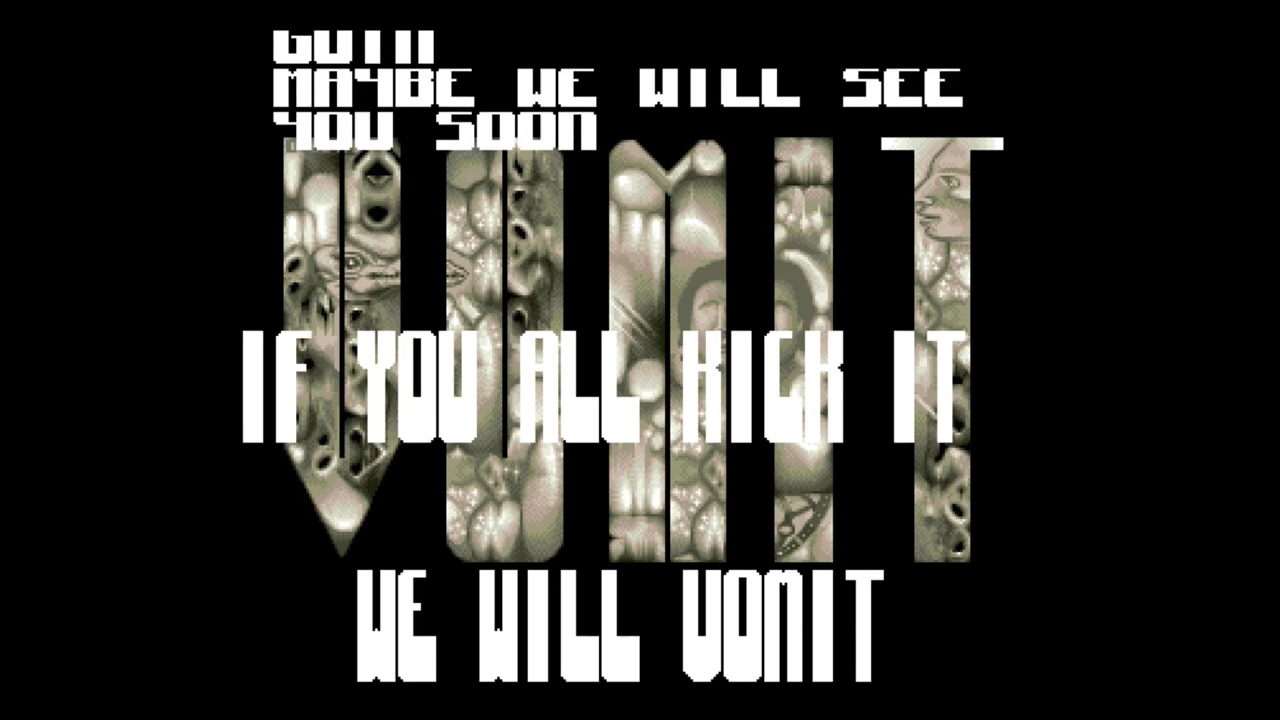 MAYBE WE WILL SEE
YOU SOON
VOMIT
IF YOU ALL KICK IT
WE WILL VOMIT